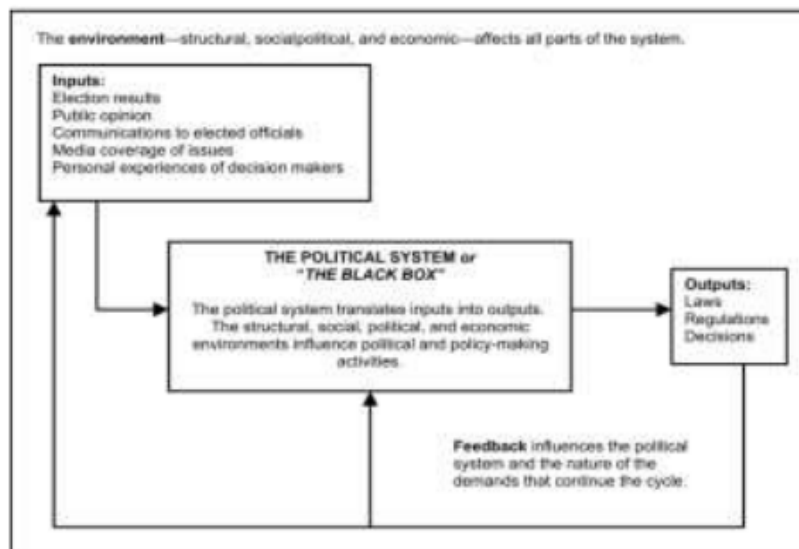 The environment—structural, socialpolitical, and economic—affects all parts of the system.
Inputs:
Election results
Public opinion
Communications to elected officials
Media coverage of issues
Personal experiences of decision makers
THE POLITICAL SYSTEM or
"THE BLACK BOX"
The political system translates inputs into outputs.
The structural, social, political, and economic
environments influence political and policy-making
activities.
Outputs:
Laws
Regulations
Decisions
Feedback influences the political
system and the nature of the
demands that continue the cycle.